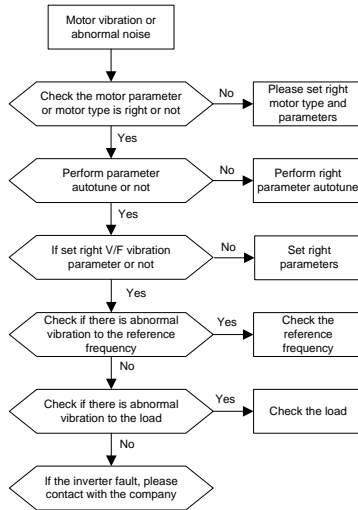 Motor vibration or
abnormal noise
Check the motor parameter
or motor type is right or not
No
Please set right
motor type and
parameters
Yes
Perform parameter
autotune or not
No
Perform right
parameter autotune
Yes
If set right V/F vibration
parameter or not
No
Set right
parameters
Yes
Check if there is abnormal
vibration to the reference
frequency
Yes
Check the
reference
frequency
No
Check if there is abnormal
vibration to the load
Yes
Check the load
No
If the inverter fault, please
contact with the company